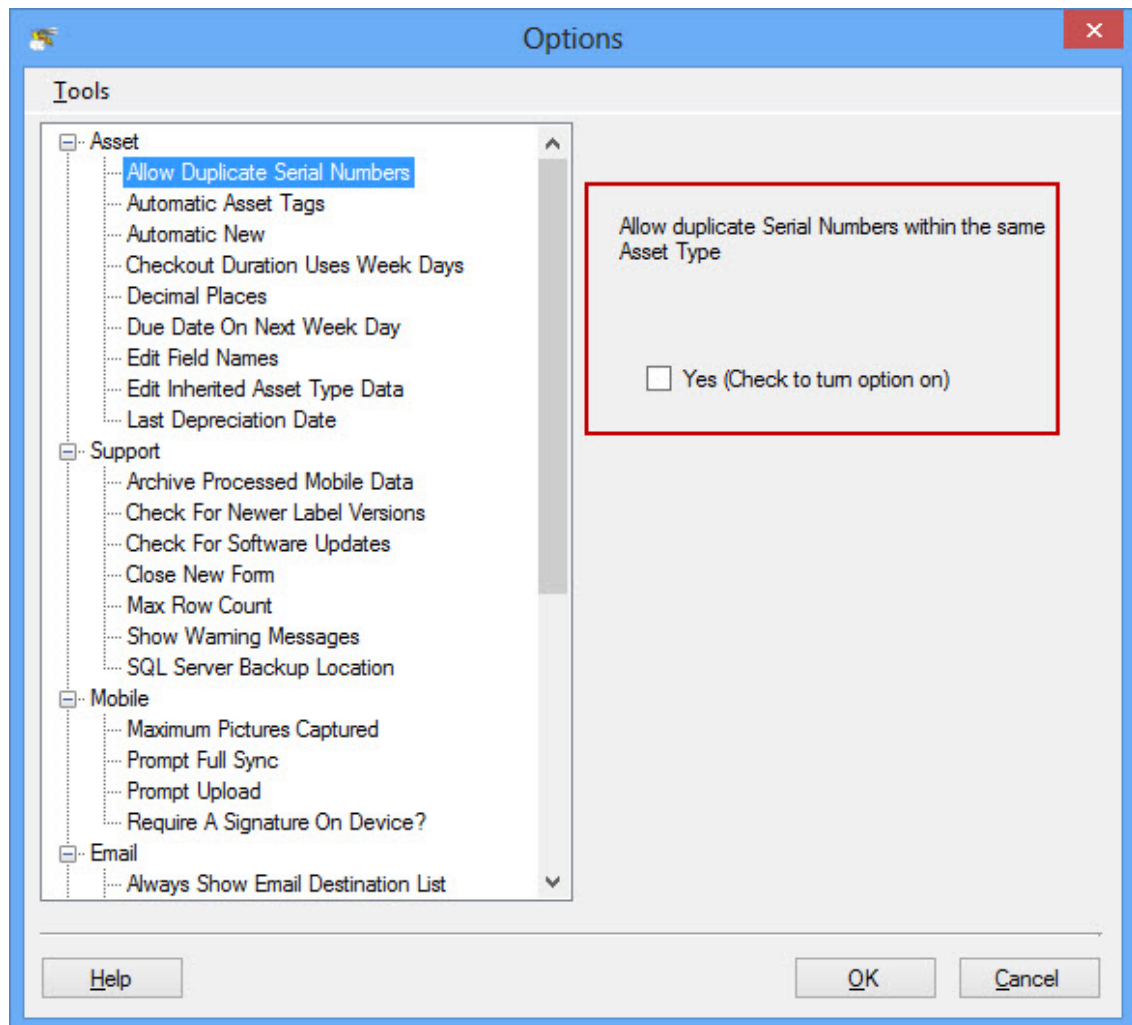 Options
Tools
Asset
Allow Duplicate Serial Numbers
Automatic Asset Tags
Automatic New
Checkout Duration Uses Week Days
Decimal Places
Due Date On Next Week Day
Edit Field Names
Edit Inherited Asset Type Data
Last Depreciation Date
Support
Archive Processed Mobile Data
Check For Newer Label Versions
Check For Software Updates
Close New Form
Max Row Count
Show Warning Messages
SQL Server Backup Location
Mobile
Maximum Pictures Captured
Prompt Full Sync
Prompt Upload
Require A Signature On Device?
Email
Always Show Email Destination List
Allow duplicate Serial Numbers within the same
Asset Type
Yes (Check to turn option on)
Help
OK
Cancel